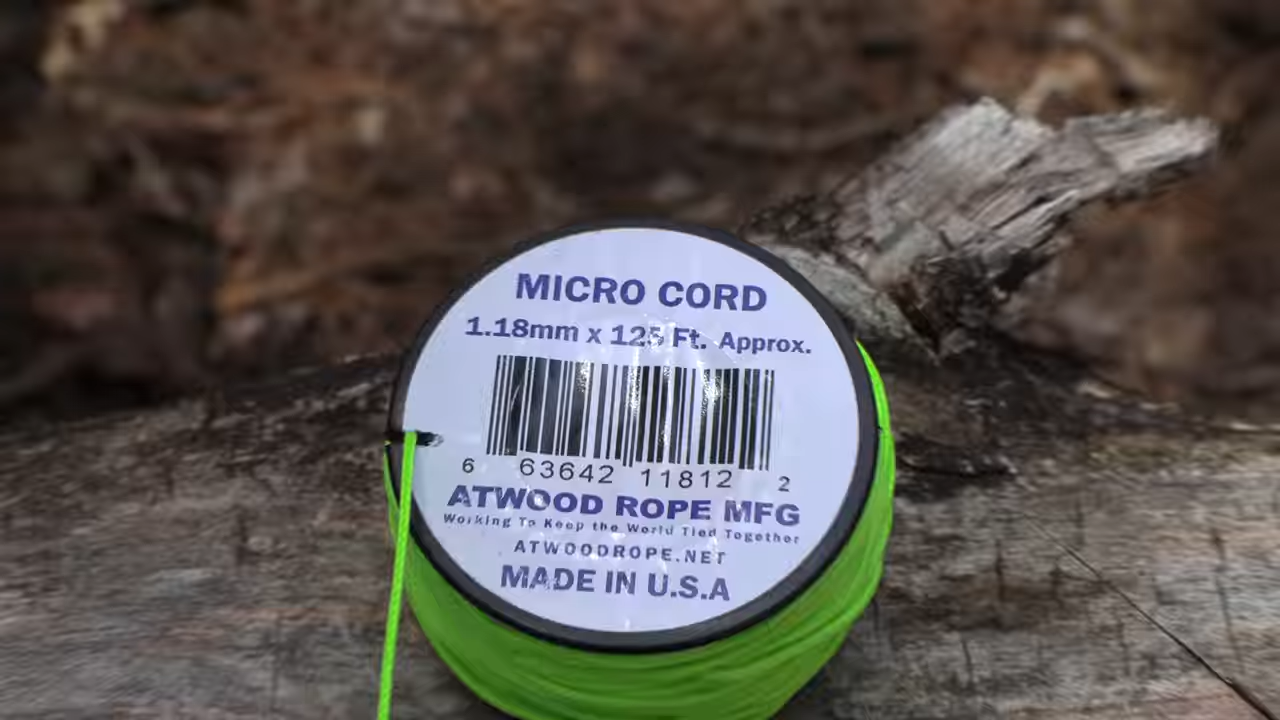 MICRO CORD
1.18mm x 125 Ft. Approx.
6 63642 11812 2
ATWOOD ROPE MFG
Working To Keep the World Tied Together
ATWOODROPE.NET
MADE IN U.S.A